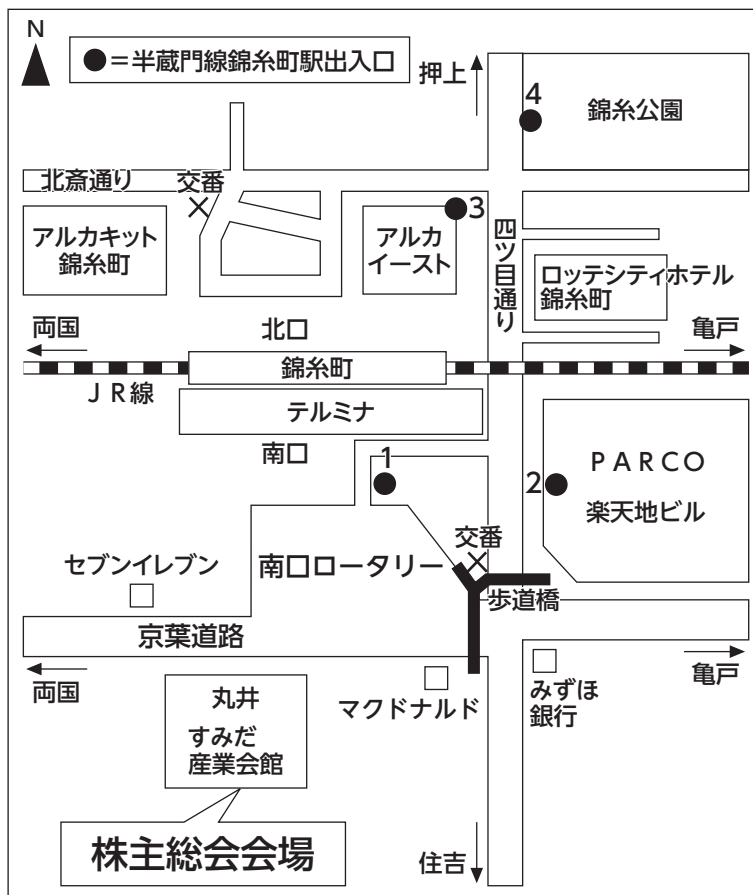 N
●=半蔵門線錦糸町駅出入口
押上
4
錦糸公園
北斎通り
交番
3
アルカキット
錦糸町
アルカ
イースト
四ツ目通り
ロッテシティホテル
錦糸町
両国
北口
亀戸
錦糸町
JR線
テルミナ
南口
1
PARCO
2
楽天地ビル
交番
セブンイレブン
南口ロータリー
歩道橋
京葉道路
両国
亀戸
マクドナルド
みずほ
銀行
丸井
すみだ
産業会館
株主総会会場
住吉